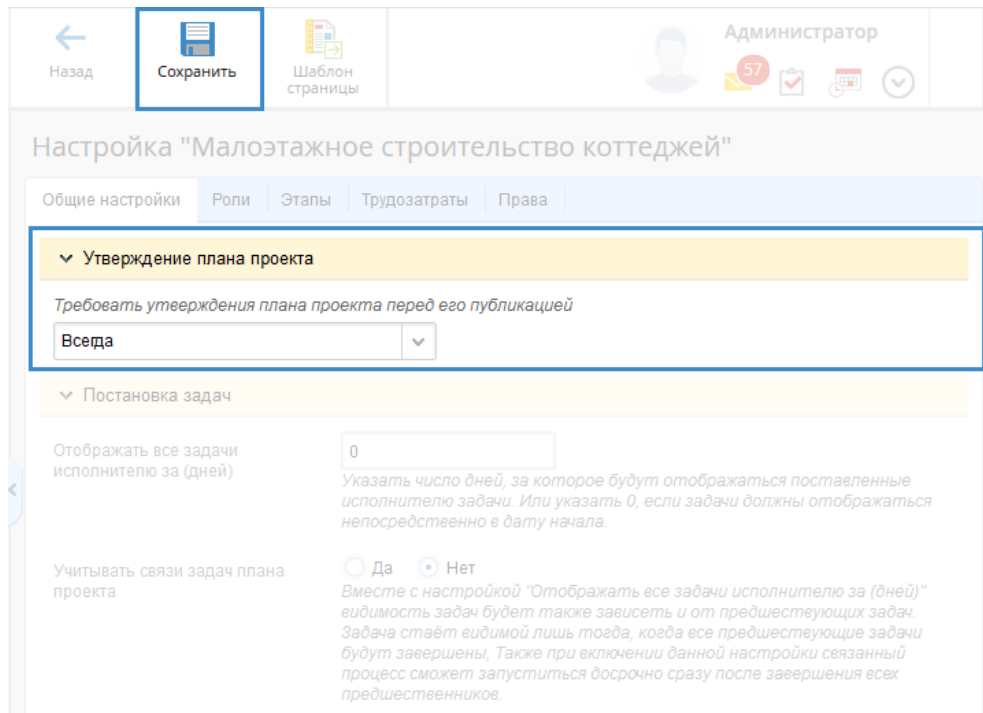 Администратор
Назад
Сохранить
Шаблон
страницы
57
Настройка "Малоэтажное строительство коттеджей"
Общие настройки Роли Этапы Трудозатраты Права
Утверждение плана проекта
Требовать утверждения плана проекта перед его публикацией
Всегда
Постановка задач
Отображать все задачи
исполнителю за (дней)
0
Указать число дней, за которое будут отображаться поставленные
исполнителю задачи. Или указать 0, если задачи должны отображаться
непосредственно в дату начала.
Учитывать связи задач плана
проекта
Да Нет
Вместе с настройкой "Отображать все задачи исполнителю за (дней)"
видимость задач будет также зависеть и от предшествующих задач.
Задача стаёт видимой лишь тогда, когда все предшествующие задачи
будут завершены, Также при включении данной настройки связанный
процесс сможет запуститься досрочно сразу после завершения всех
предшественников.